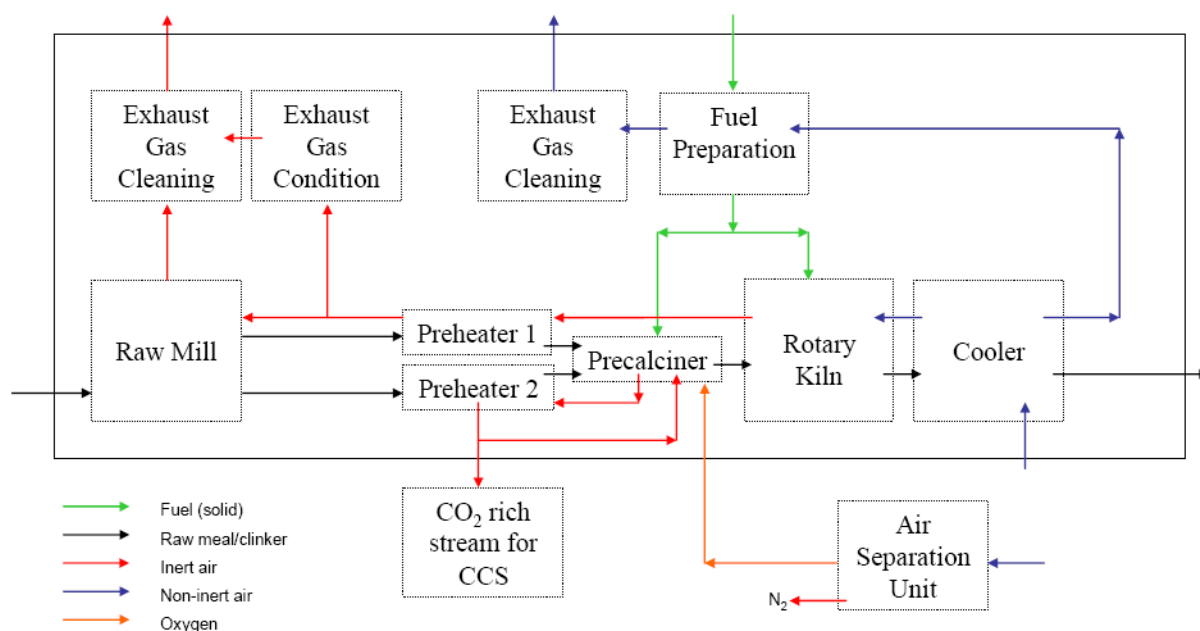 Exhaust
Gas
Cleaning
Exhaust
Gas
Condition
Exhaust
Gas
Cleaning
Fuel
Preparation
Raw Mill
Preheater 1
Preheater 2
Precalciner
Rotary
Kiln
Cooler
CO₂ rich
stream for
CCS
Air
Separation
Unit
N₂
Fuel (solid)
Raw meal/clinker
Inert air
Non-inert air
Oxygen